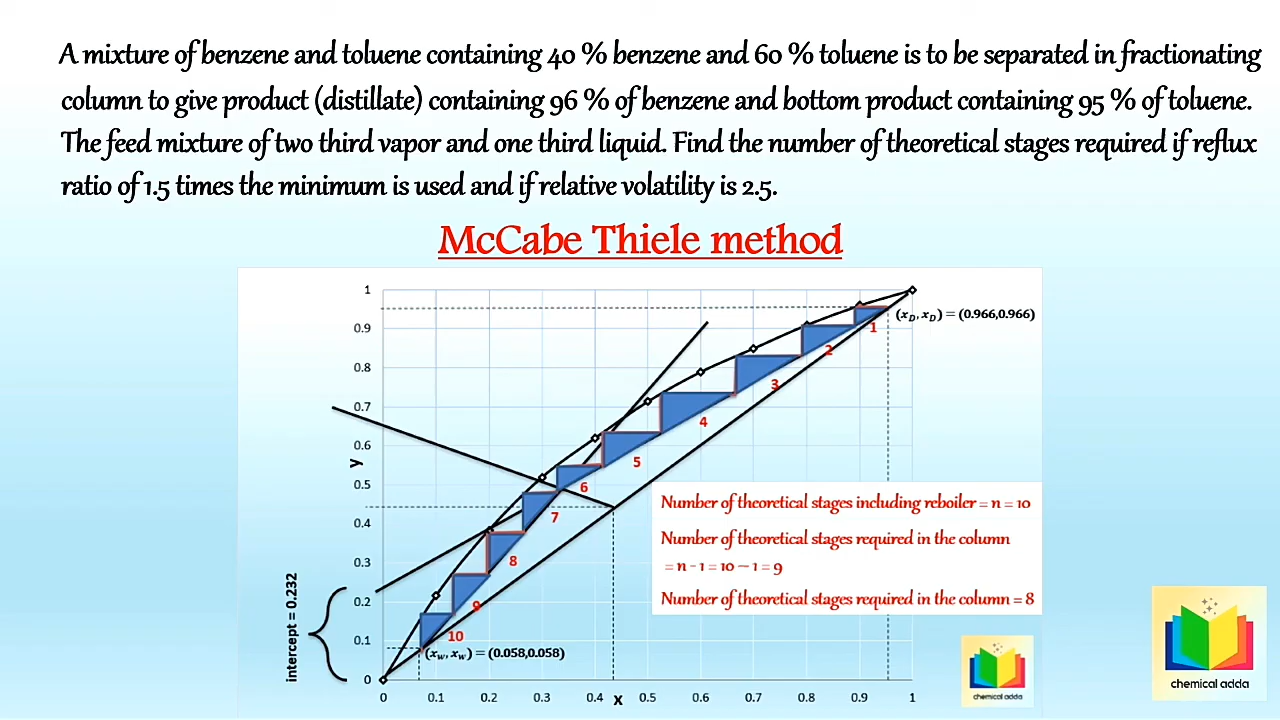 A mixture of benzene and toluene containing 40 % benzene and 60 % toluene is to be separated in fractionating
column to give product (distillate) containing 96 % of benzene and bottom product containing 95 % of toluene.
The feed mixture of two third vapor and one third liquid. Find the number of theoretical stages required if reflux
ratio of 1.5 times the minimum is used and if relative volatility is 2.5.
McCabe Thiele method
1
0.9
0.8
0.7
0.6
0.5
0.4
0.3
0.2
0.1
0
y
intercept = 0.232
(x_D, x_D) = (0.966,0.966)
1
2
3
4
5
6
7
8
9
10
(x_w, x_w) = (0.058,0.058)
0 0.1 0.2 0.3 0.4 0.5 0.6 0.7 0.8 0.9 1
x
Number of theoretical stages including reboiler = n = 10
Number of theoretical stages required in the column
= n - 1 = 10 − 1 = 9
Number of theoretical stages required in the column = 8
chemical adda
chemical adda